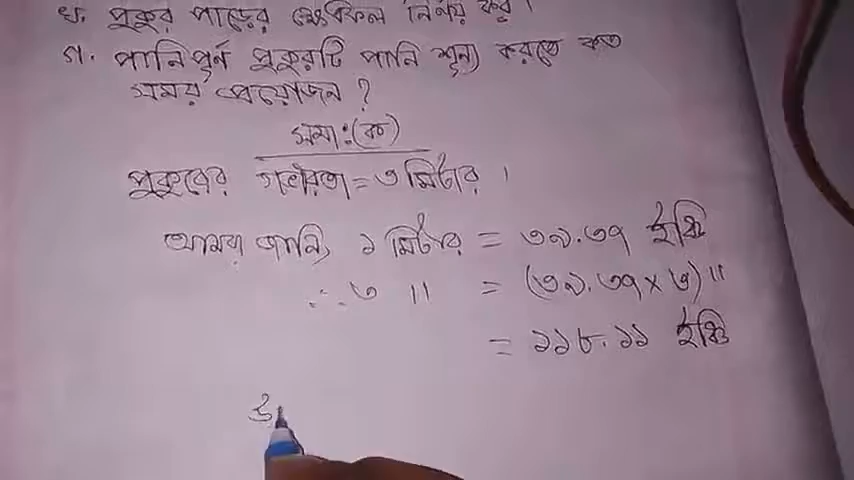 খ. পুকুর পাড়ের ক্ষেত্রফল নির্ণয় কর।
গ. পানিপূর্ন পুকুরটি পানি শূন্য করতে কত
সময় প্রয়োজন ?
সমা:(ক)
পুকুরের গভীরতা = ৩ মিটার ।
আমরা জানি, ১ মিটার = ৩৯.৩৭ ইঞ্চি
∴ ৩ " = (৩৯.৩৭ × ৩) "
= ১১৮.১১ ইঞ্চি